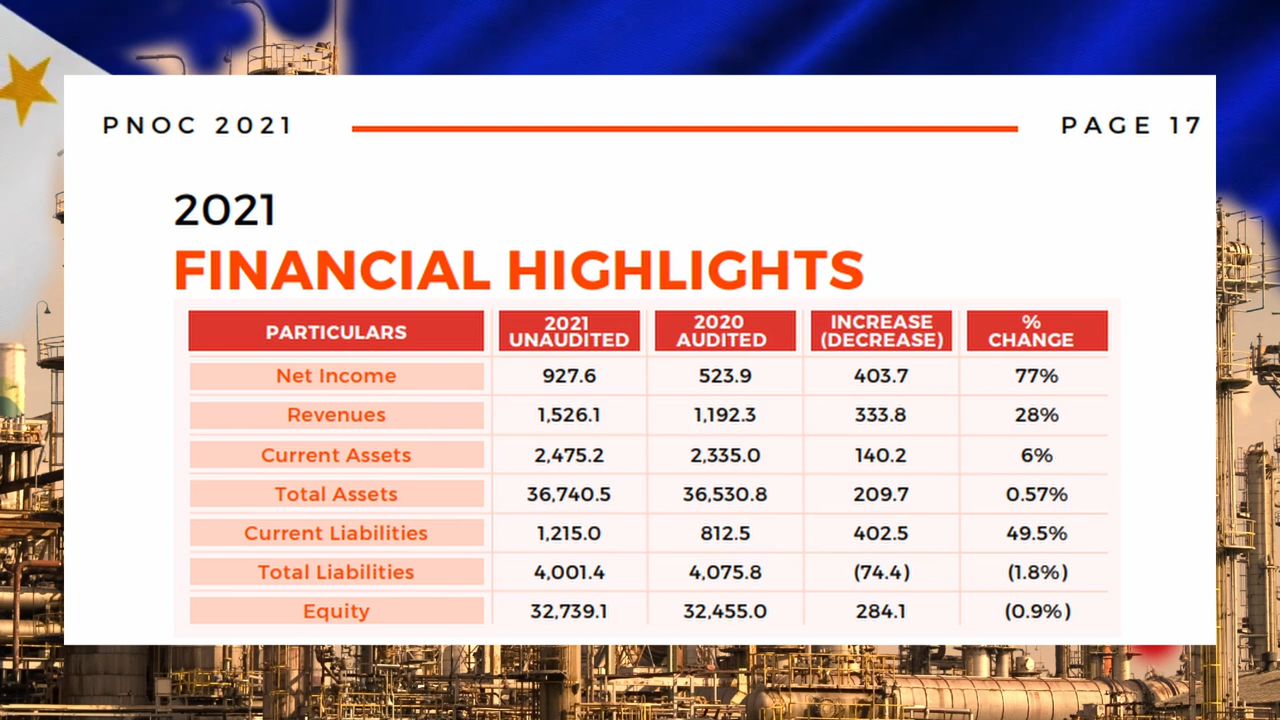 PNOC 2021
PAGE 17
2021
FINANCIAL HIGHLIGHTS
PARTICULARS 2021 UNAUDITED 2020 AUDITED INCREASE (DECREASE) % CHANGE
Net Income 927.6 523.9 403.7 77%
Revenues 1,526.1 1,192.3 333.8 28%
Current Assets 2,475.2 2,335.0 140.2 6%
Total Assets 36,740.5 36,530.8 209.7 0.57%
Current Liabilities 1,215.0 812.5 402.5 49.5%
Total Liabilities 4,001.4 4,075.8 (74.4) (1.8%)
Equity 32,739.1 32,455.0 284.1 (0.9%)